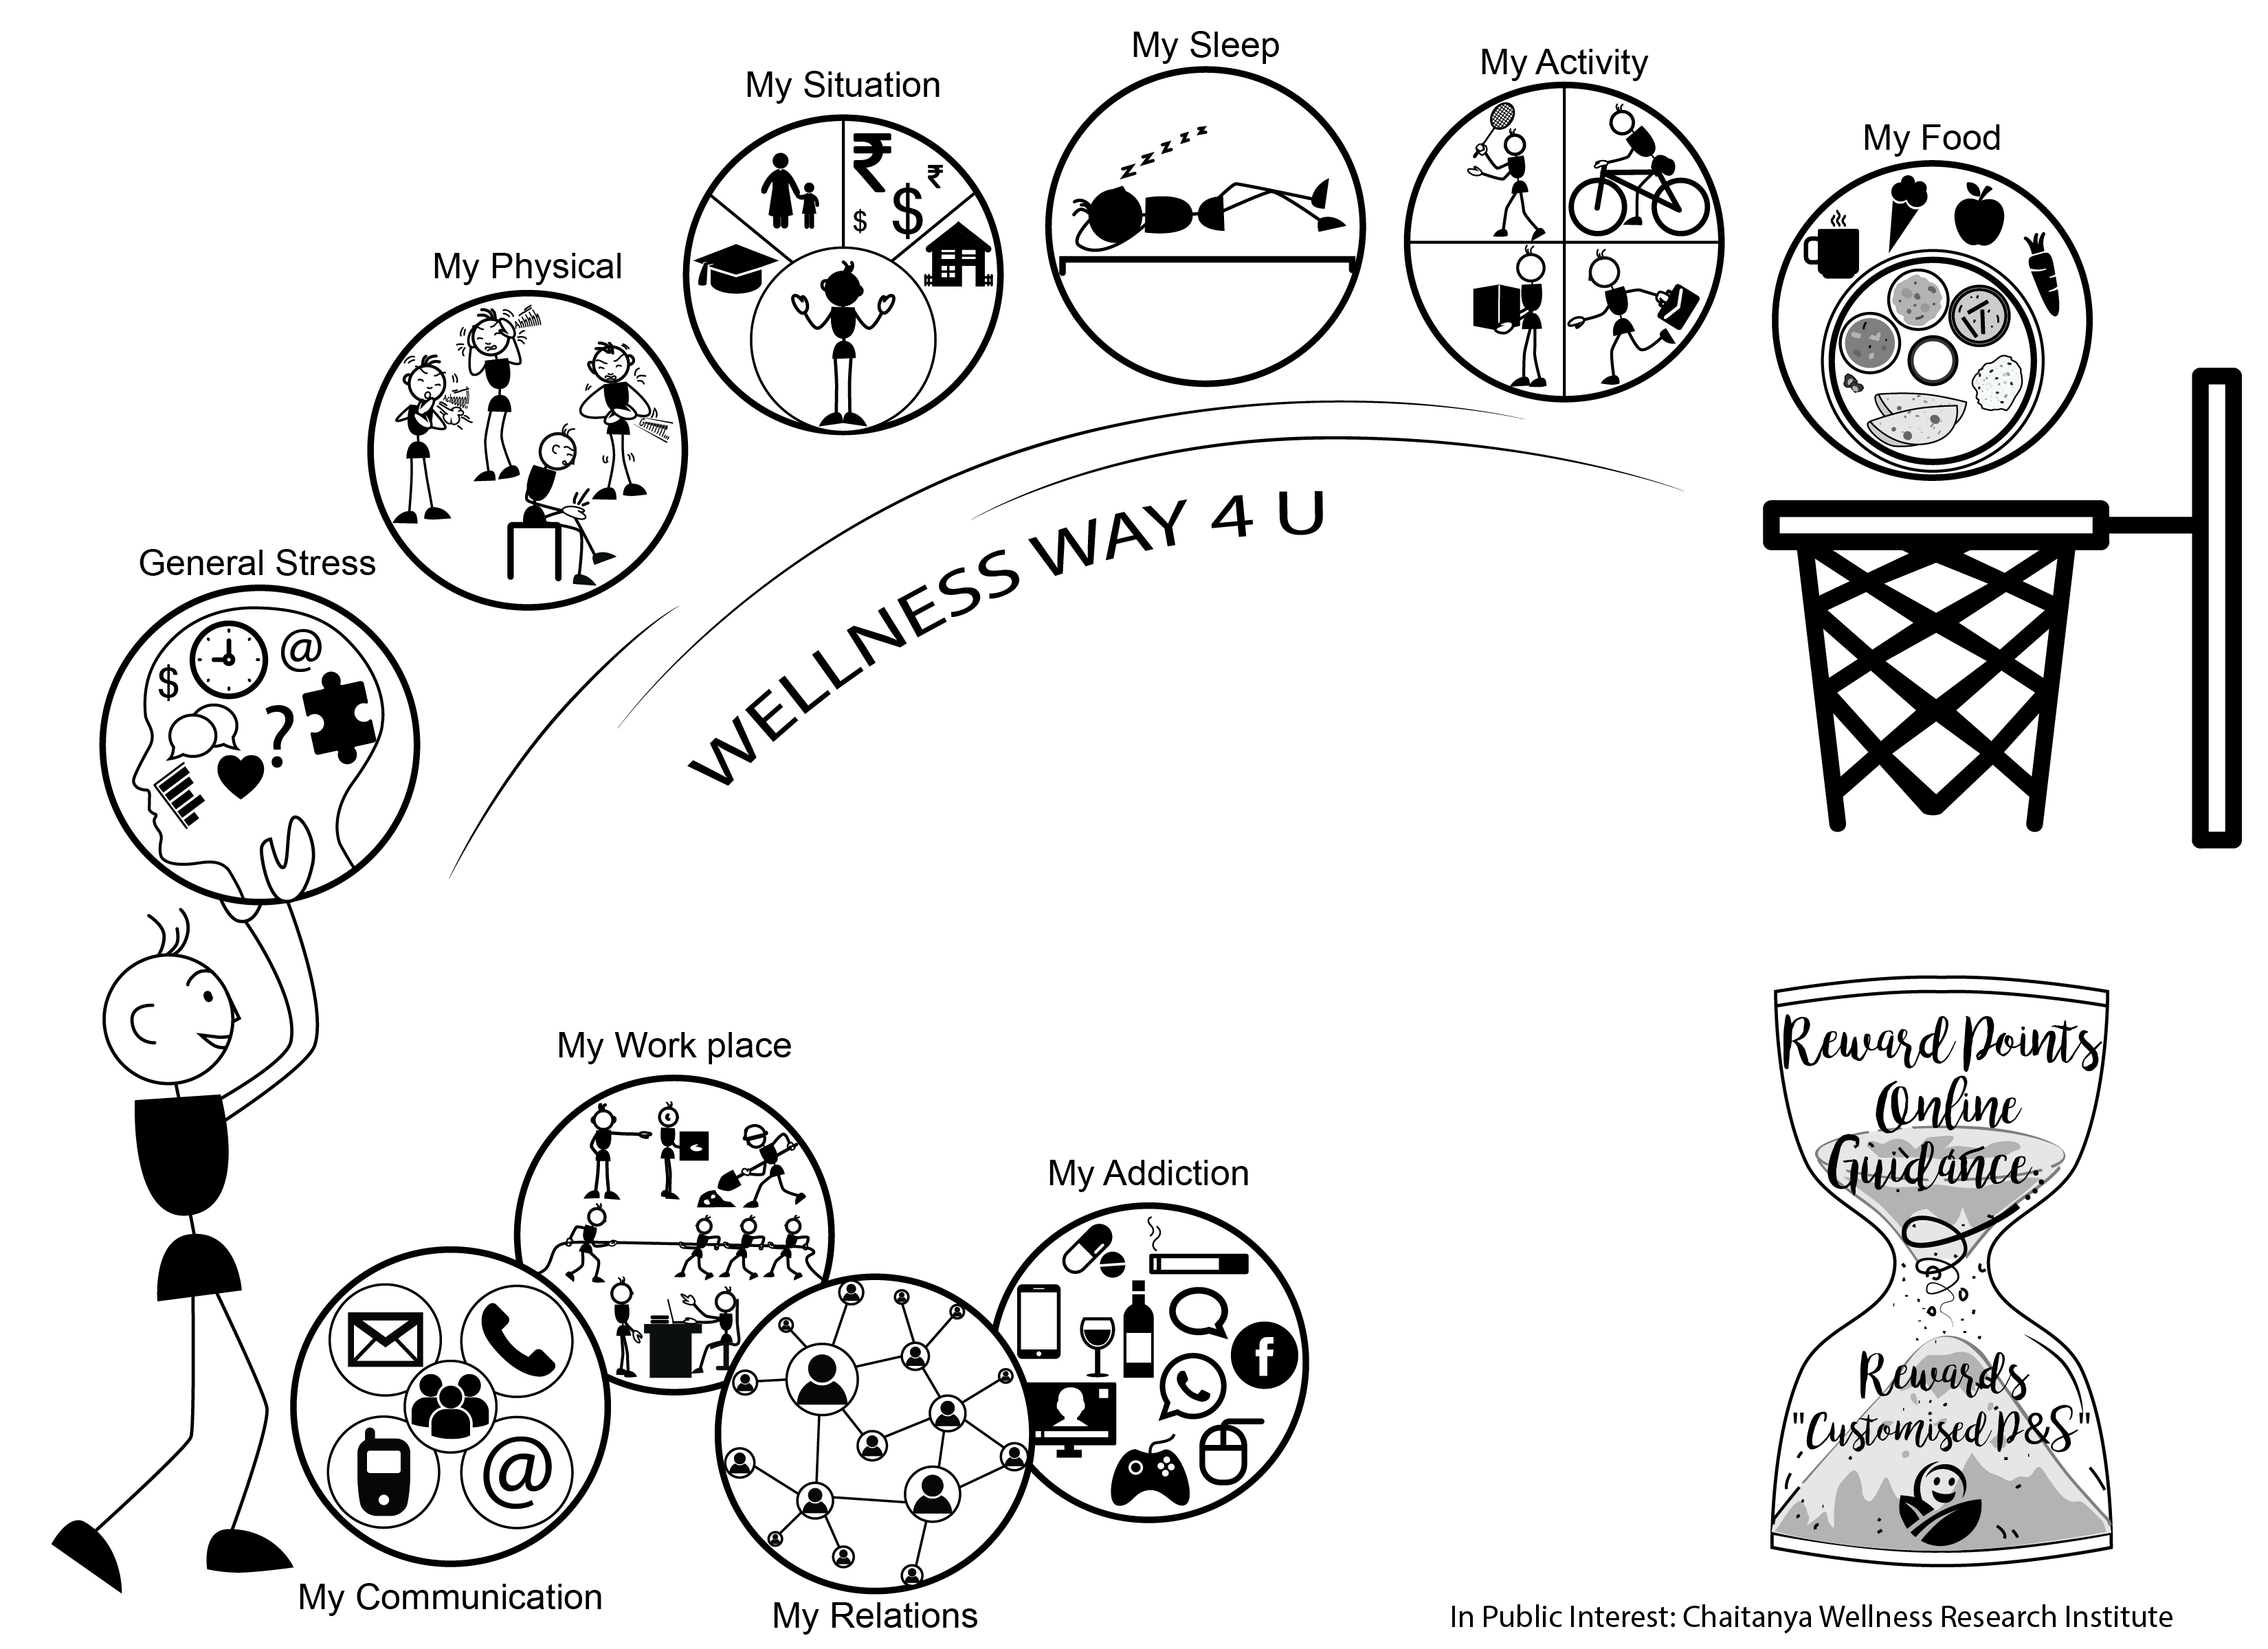 My Sleep
My Activity
My Situation
My Food
My Physical
General Stress
WELLNESS WAY 4 U
$
@
?
₹
₹
$
$
z z z z z
Ahhhhh
f
@
My Work place
My Addiction
My Communication
My Relations
Reward Points
Online
Guidance
Rewards
"Customised P&S"
In Public Interest: Chaitanya Wellness Research Institute